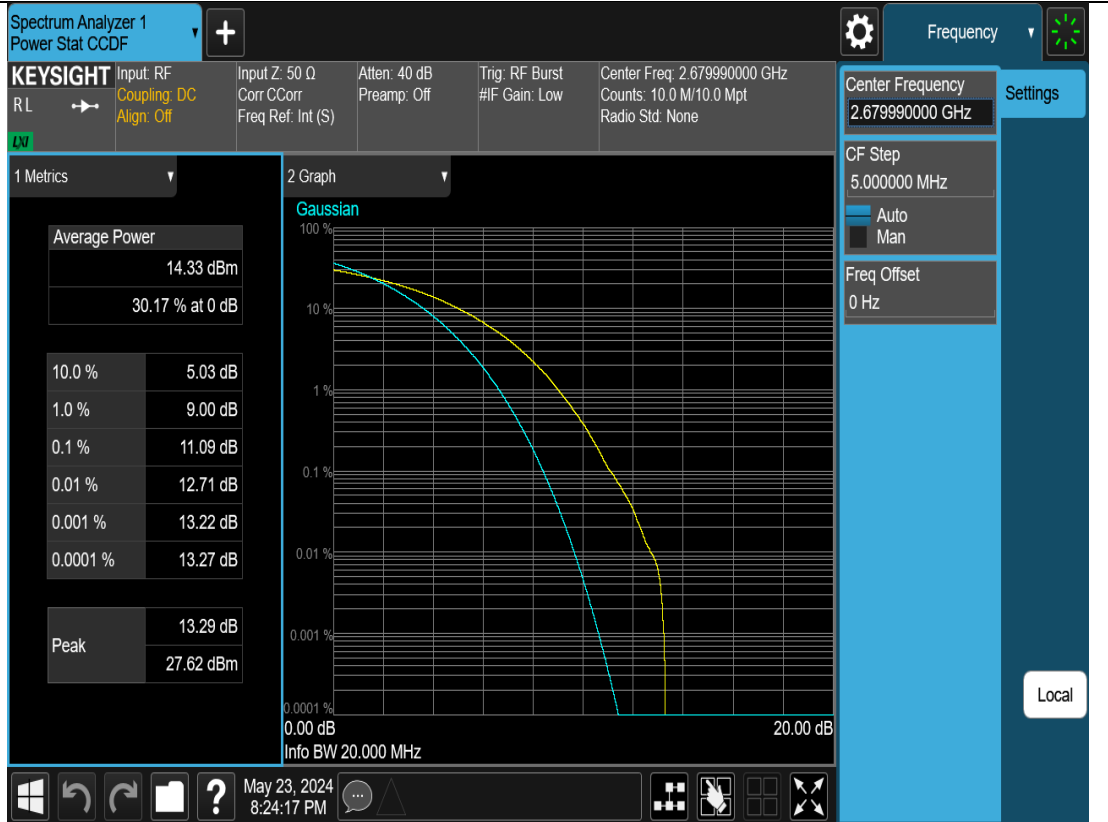 Spectrum Analyzer 1
Power Stat CCDF
▼
+
Frequency
▼
KEYSIGHT
RL
LXI
Input: RF
Coupling: DC
Align: Off
Input Z: 50 Ω
Corr CCorr
Freq Ref: Int (S)
Atten: 40 dB
Preamp: Off
Trig: RF Burst
#IF Gain: Low
Center Freq: 2.679990000 GHz
Counts: 10.0 M/10.0 Mpt
Radio Std: None
1 Metrics ▼
Average Power
14.33 dBm
30.17 % at 0 dB
10.0 % 5.03 dB
1.0 % 9.00 dB
0.1 % 11.09 dB
0.01 % 12.71 dB
0.001 % 13.22 dB
0.0001 % 13.27 dB
Peak
13.29 dB
27.62 dBm
2 Graph ▼
Gaussian
100 %
10 %
1 %
0.1 %
0.01 %
0.001 %
0.0001 %
0.00 dB 20.00 dB
Info BW 20.000 MHz
Center Frequency
2.679990000 GHz
CF Step
5.000000 MHz
Auto
Man
Freq Offset
0 Hz
Settings
Local
?
May 23, 2024
8:24:17 PM